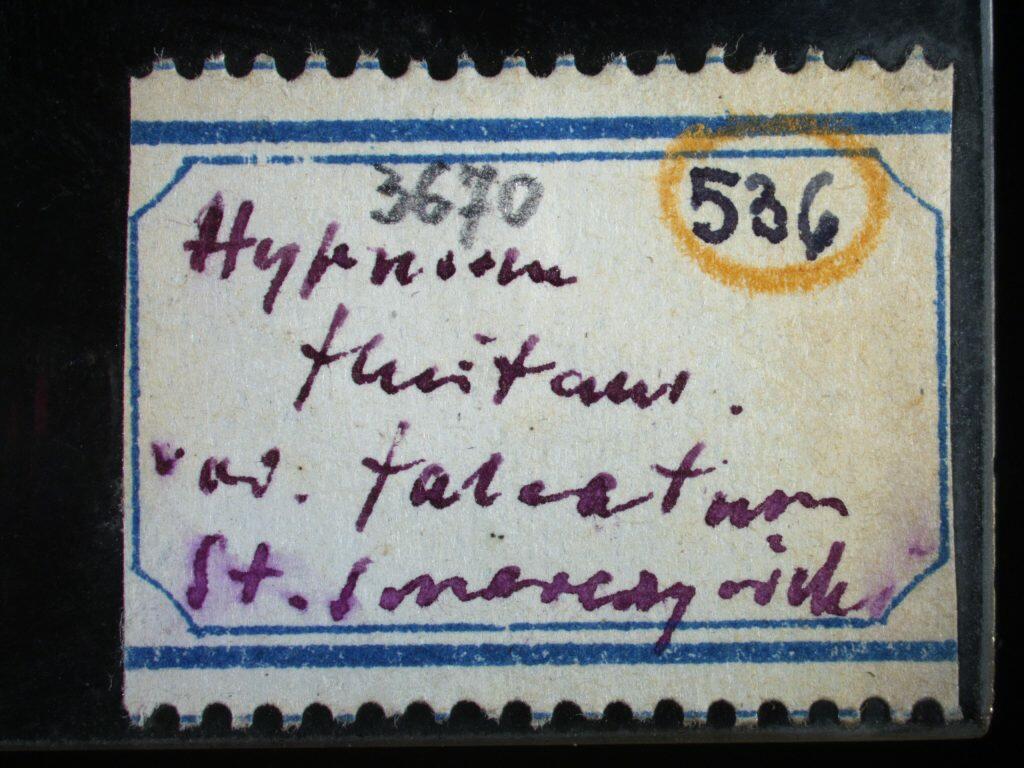 3670
536
Hypnum
fluitans.
var. falcatum
St.